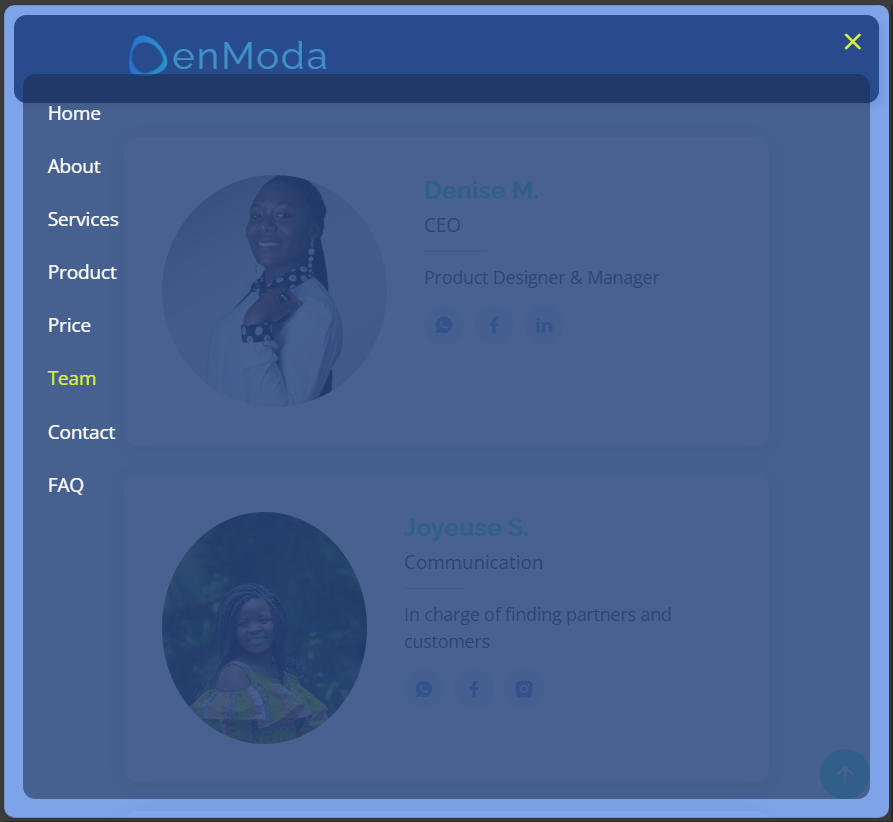 enModa
Home
About
Services
Product
Price
Team
Contact
FAQ
Denise M.
CEO
Product Designer & Manager
Joyeuse S.
Communication
In charge of finding partners and
customers